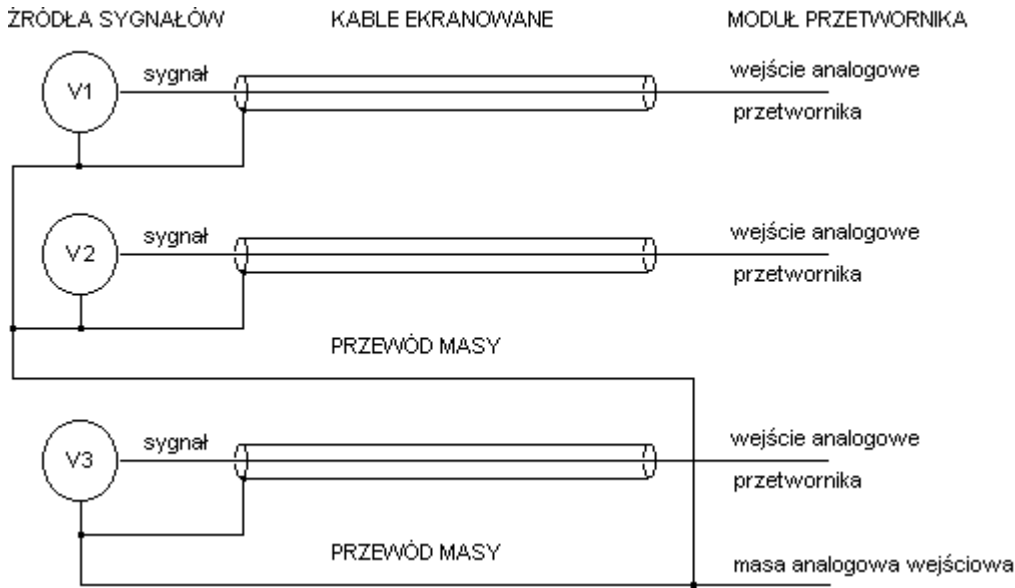 ŹRÓDŁA SYGNAŁÓW
KABLE EKRANOWANE
MODUŁ PRZETWORNIKA
V1
sygnał
wejście analogowe
przetwornika
V2
sygnał
wejście analogowe
przetwornika
PRZEWÓD MASY
V3
sygnał
wejście analogowe
przetwornika
PRZEWÓD MASY
masa analogowa wejściowa